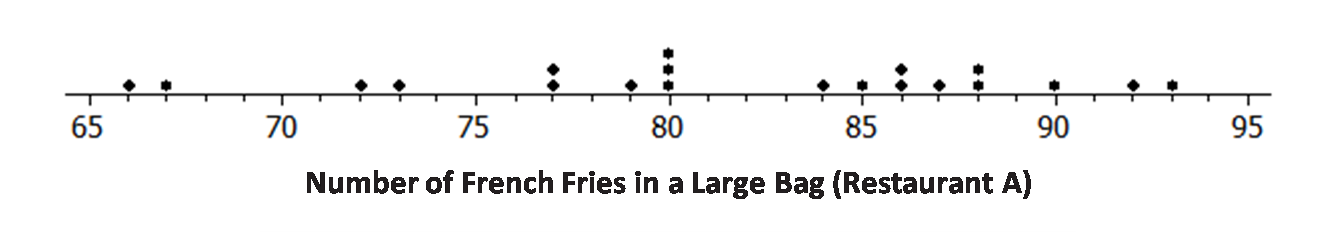 65 70 75 80 85 90 95
Number of French Fries in a Large Bag (Restaurant A)